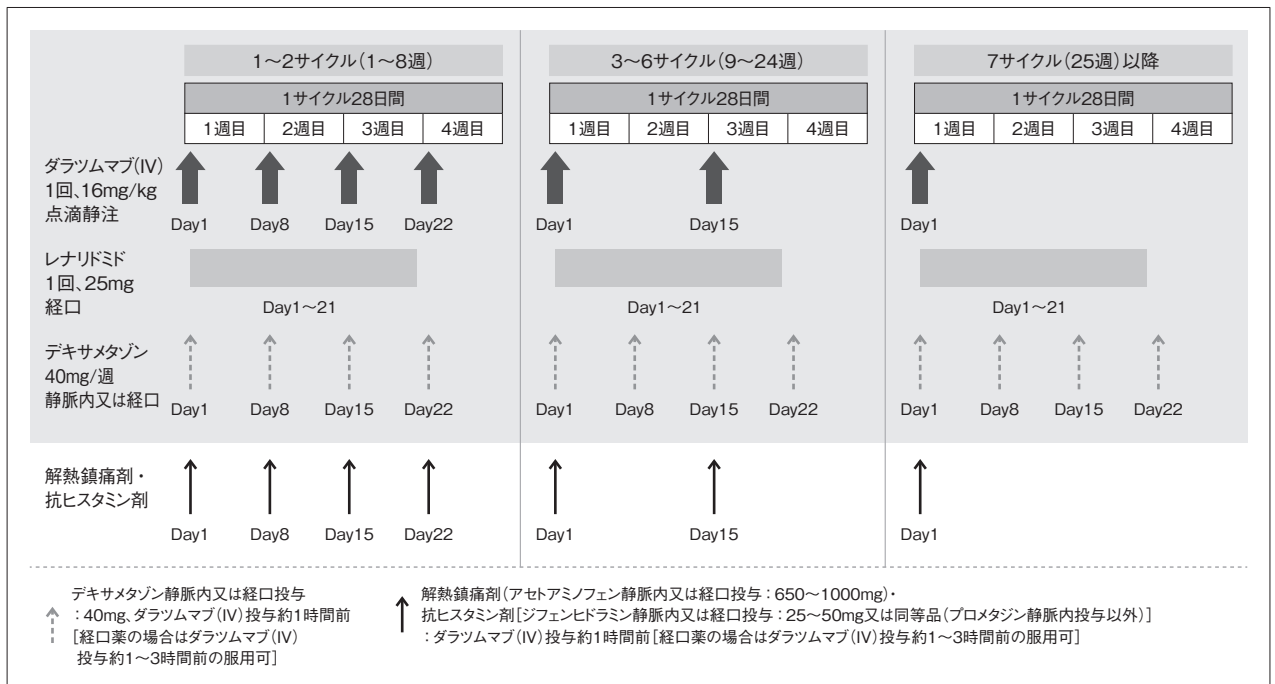 1～2サイクル（1～8週）
3～6サイクル（9～24週）
7サイクル（25週）以降
1サイクル28日間
1サイクル28日間
1サイクル28日間
1週目 2週目 3週目 4週目
1週目 2週目 3週目 4週目
1週目 2週目 3週目 4週目
ダラツムマブ（IV）
1回、16mg/kg
点滴静注
Day1 Day8 Day15 Day22
Day1 Day15
Day1
レナリドミド
1回、25mg
経口
Day1～21
Day1～21
Day1～21
デキサメタゾン
40mg/週
静脈内又は経口
Day1 Day8 Day15 Day22
Day1 Day8 Day15 Day22
Day1 Day8 Day15 Day22
解熱鎮痛剤・
抗ヒスタミン剤
Day1 Day8 Day15 Day22
Day1 Day15
Day1
デキサメタゾン静脈内又は経口投与
：40mg、ダラツムマブ（IV）投与約1時間前
［経口薬の場合はダラツムマブ（IV）
投与約1～3時間前の服用可］
解熱鎮痛剤（アセトアミノフェン静脈内又は経口投与：650～1000mg）・
抗ヒスタミン剤［ジフェンヒドラミン静脈内又は経口投与：25～50mg又は同等品（プロメタジン静脈内投与以外）］
：ダラツムマブ（IV）投与約1時間前［経口薬の場合はダラツムマブ（IV）投与約1～3時間前の服用可］